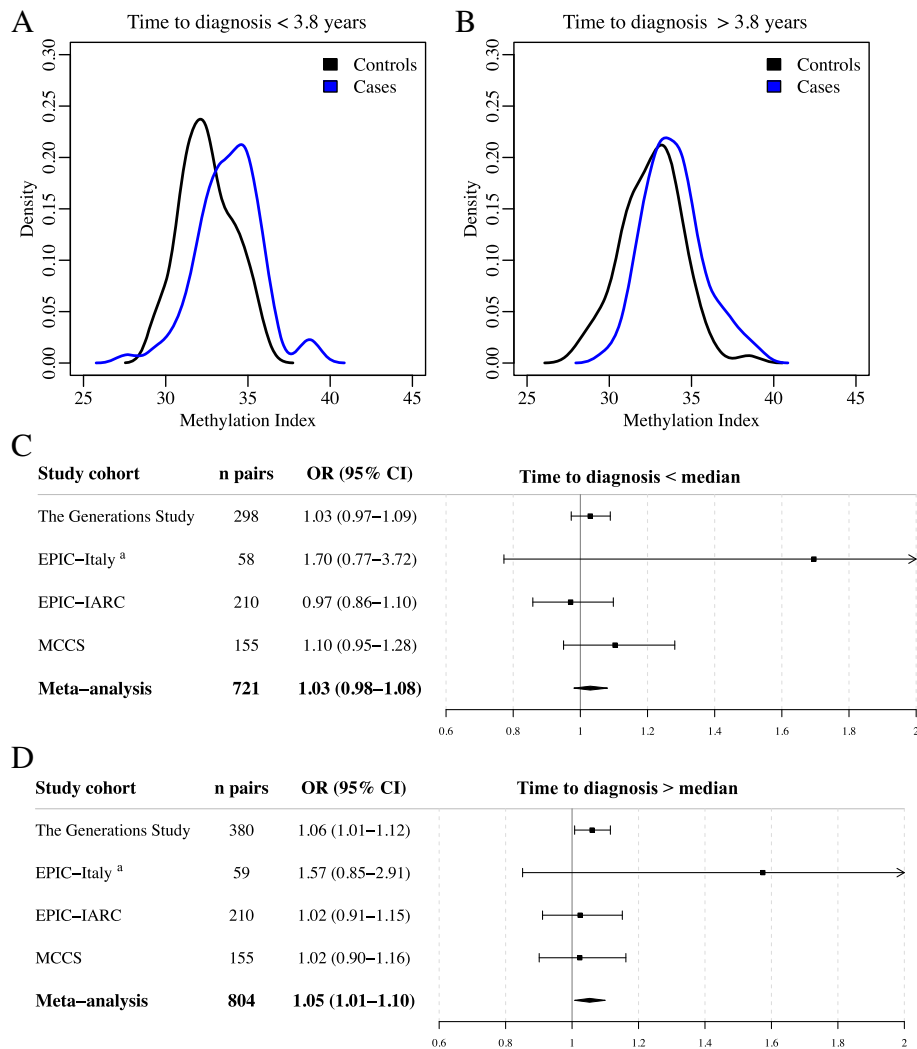 A
Time to diagnosis < 3.8 years
Controls
Cases
Density
0.00 0.05 0.10 0.15 0.20 0.25 0.30
25 30 35 40 45
Methylation Index
B
Time to diagnosis > 3.8 years
Controls
Cases
Density
0.00 0.05 0.10 0.15 0.20 0.25 0.30
25 30 35 40 45
Methylation Index
C
Study cohort n pairs OR (95% CI) Time to diagnosis < median
The Generations Study 298 1.03 (0.97−1.09)
EPIC−Italy a 58 1.70 (0.77−3.72)
EPIC−IARC 210 0.97 (0.86−1.10)
MCCS 155 1.10 (0.95−1.28)
Meta−analysis 721 1.03 (0.98−1.08)
0.6 0.8 1 1.2 1.4 1.6 1.8 2
D
Study cohort n pairs OR (95% CI) Time to diagnosis > median
The Generations Study 380 1.06 (1.01−1.12)
EPIC−Italy a 59 1.57 (0.85−2.91)
EPIC−IARC 210 1.02 (0.91−1.15)
MCCS 155 1.02 (0.90−1.16)
Meta−analysis 804 1.05 (1.01−1.10)
0.6 0.8 1 1.2 1.4 1.6 1.8 2